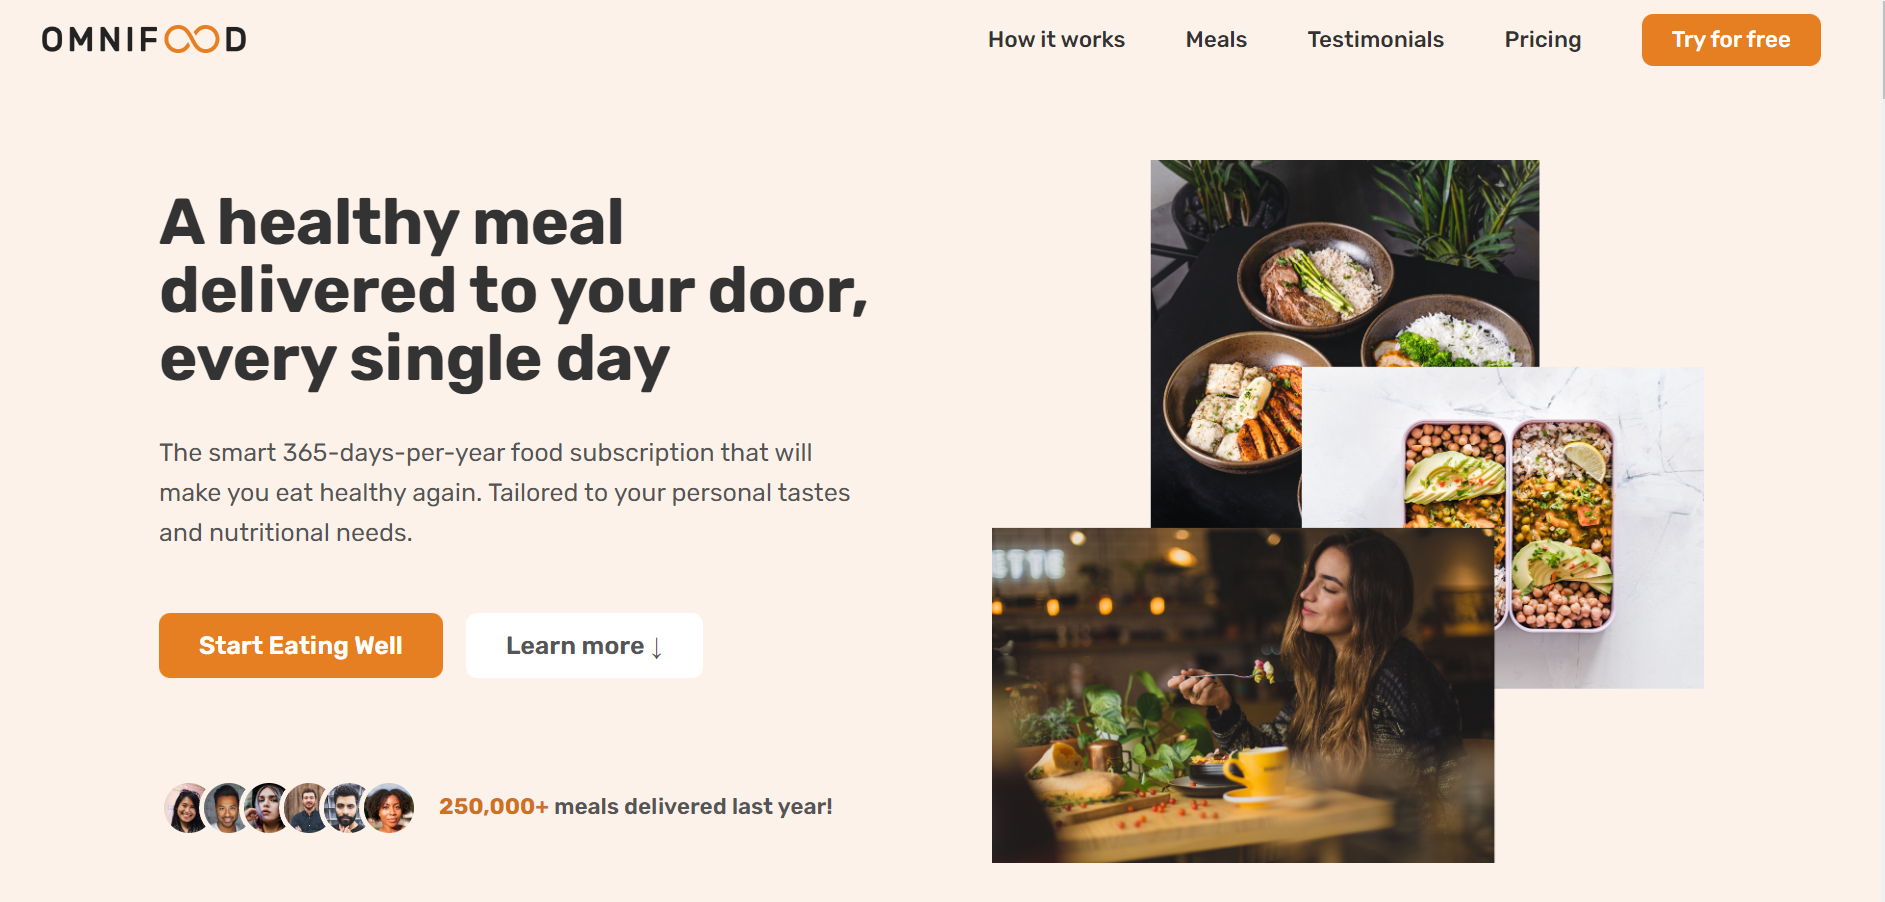 OMNIFOOD
How it works
Meals
Testimonials
Pricing
Try for free
A healthy meal
delivered to your door,
every single day
The smart 365-days-per-year food subscription that will
make you eat healthy again. Tailored to your personal tastes
and nutritional needs.
Start Eating Well
Learn more ↓
250,000+ meals delivered last year!
ETTE